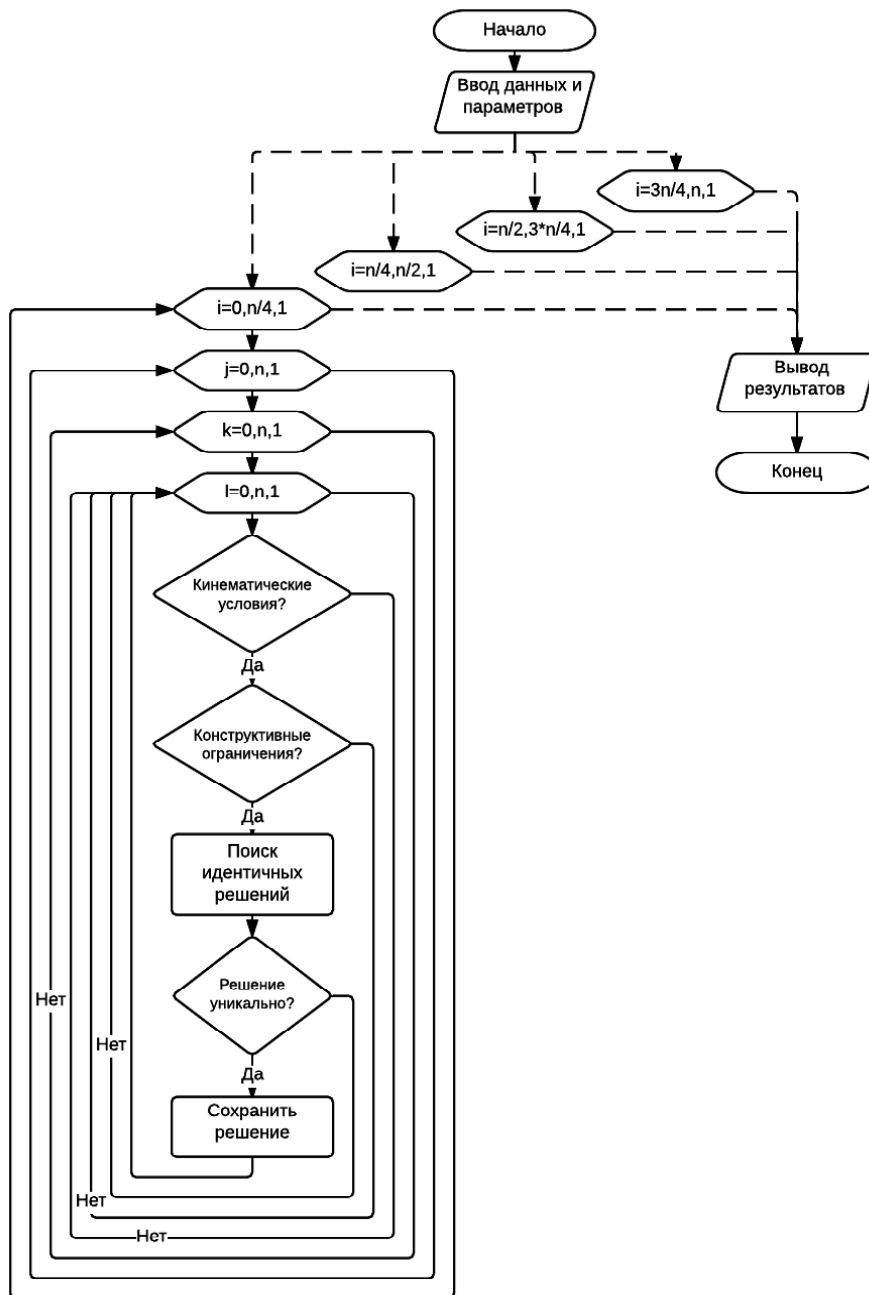 Начало
Ввод данных и
параметров
i=3n/4,n,1
i=n/2,3*n/4,1
i=n/4,n/2,1
i=0,n/4,1
j=0,n,1
Вывод
результатов
k=0,n,1
Конец
l=0,n,1
Кинематические
условия?
Да
Конструктивные
ограничения?
Да
Поиск
идентичных
решений
Решение
уникально?
Нет
Нет
Да
Сохранить
решение
Нет
Нет